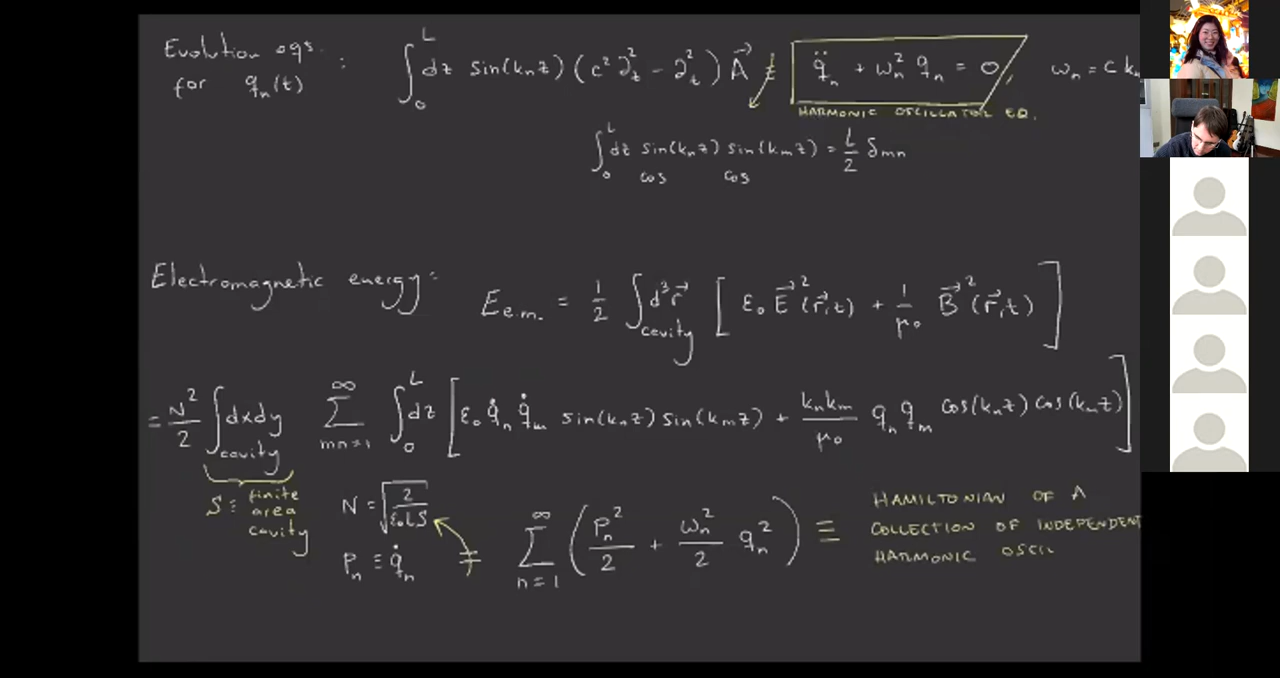 Evolution eqs. for q_n(t) : ∫_0^L dz sin(k_n z) (c² ∂_z² − ∂_t²) A⃗ ⇒ q̈_n + ω_n² q_n = 0, ω_n = c k_n
HARMONIC OSCILLATOR EQ.
∫_0^L dz sin(k_n z) sin(k_m z) = L/2 δ_mn
cos cos
Electromagnetic energy: E_e.m. = 1/2 ∫_cavity d³r⃗ [ ε₀ E⃗²(r⃗,t) + 1/μ₀ B⃗²(r⃗,t) ]
= N²/2 ∫_cavity dxdy ∑_{mn=1}^∞ ∫_0^L dz [ ε₀ q̇_n q̇_m sin(k_n z) sin(k_m z) + k_n k_m/μ₀ q_n q_m cos(k_n z) cos(k_m z) ]
S ≡ finite area cavity
N = √(2/(ε₀LS))
P_n ≡ q̇_n
= ∑_{n=1}^∞ ( P_n²/2 + ω_n²/2 q_n² ) ≡
HAMILTONIAN OF A
COLLECTION OF INDEPENDENT
HARMONIC OSCIL